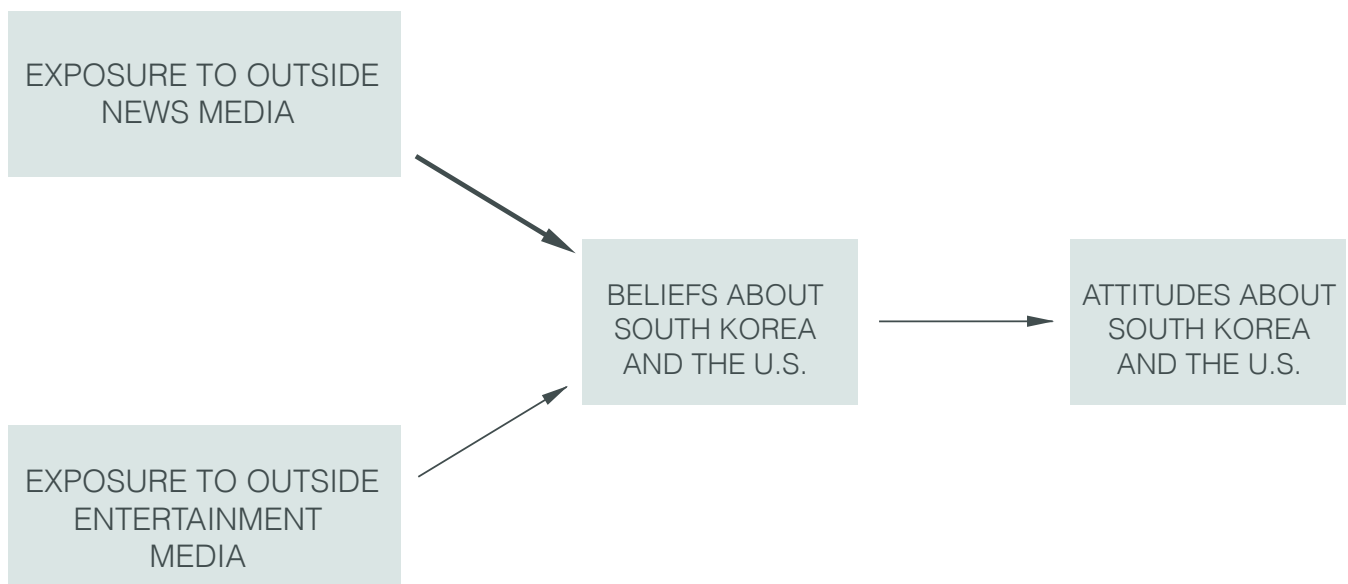 EXPOSURE TO OUTSIDE
NEWS MEDIA
BELIEFS ABOUT
SOUTH KOREA
AND THE U.S.
ATTITUDES ABOUT
SOUTH KOREA
AND THE U.S.
EXPOSURE TO OUTSIDE
ENTERTAINMENT
MEDIA